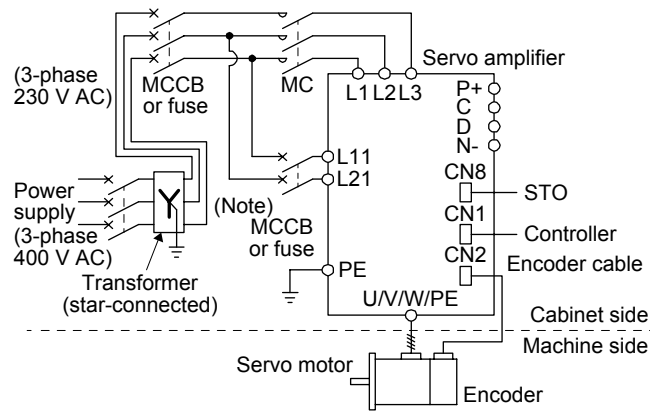 (3-phase
230 V AC)
MCCB
or fuse
MC
Servo amplifier
L1 L2 L3
P+
C
D
N-
L11
L21
CN8
STO
CN1
Controller
CN2
Encoder cable
Power
supply
(3-phase
400 V AC)
(Note)
MCCB
or fuse
Transformer
(star-connected)
PE
U/V/W/PE
Cabinet side
Machine side
Servo motor
Encoder